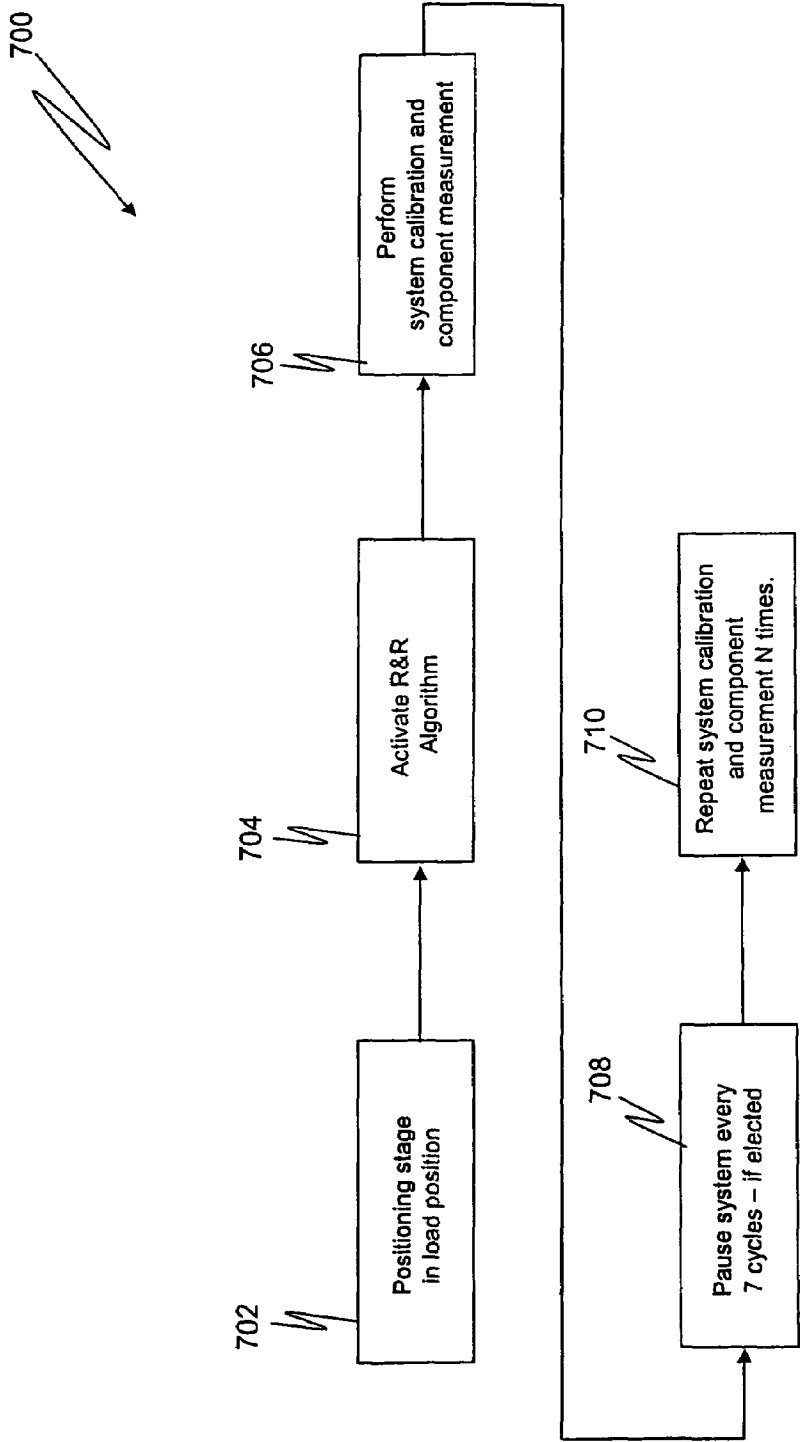 700
702
Positioning stage
in load position
704
Activate R&R
Algorithm
706
Perform
system calibration and
component measurement
708
Pause system every
7 cycles – if elected
710
Repeat system calibration
and component
measurement N times.